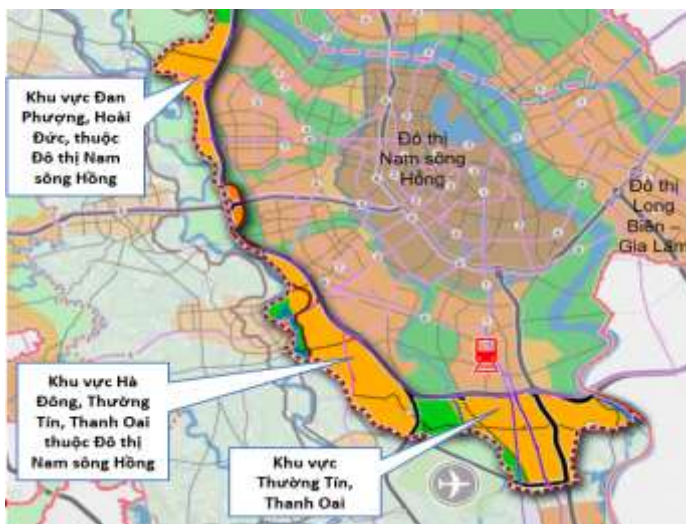 Khu vực Đan
Phượng, Hoài
Đức, thuộc
Đô thị Nam
sông Hồng
Đô thị
Nam sông
Hồng
Đô thị
Long
Biên –
Gia Lâm
Khu vực Hà
Đông, Thường
Tín, Thanh Oai
thuộc Đô thị
Nam sông Hồng
Khu vực
Thường Tín,
Thanh Oai